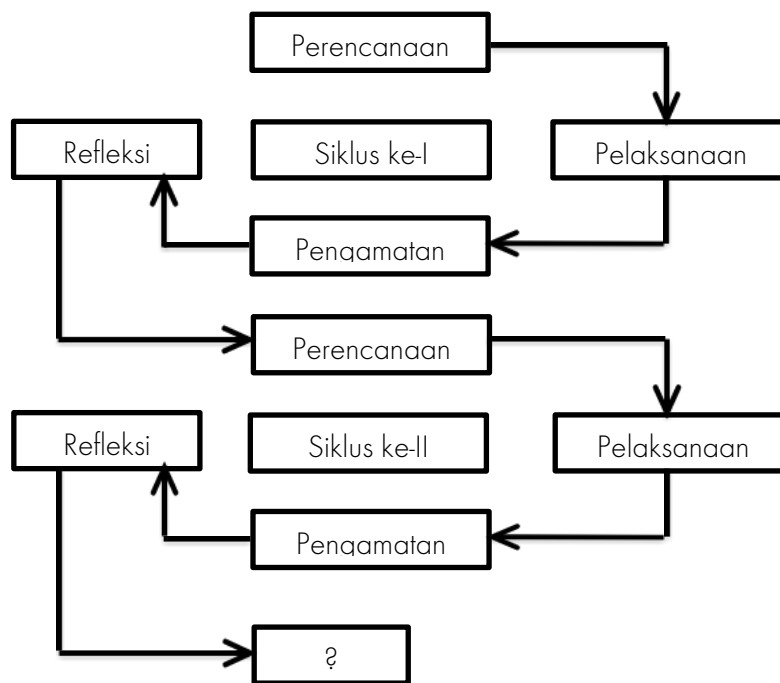 Perencanaan
Refleksi
Siklus ke-I
Pelaksanaan
Pengamatan
Perencanaan
Refleksi
Siklus ke-II
Pelaksanaan
Pengamatan
?